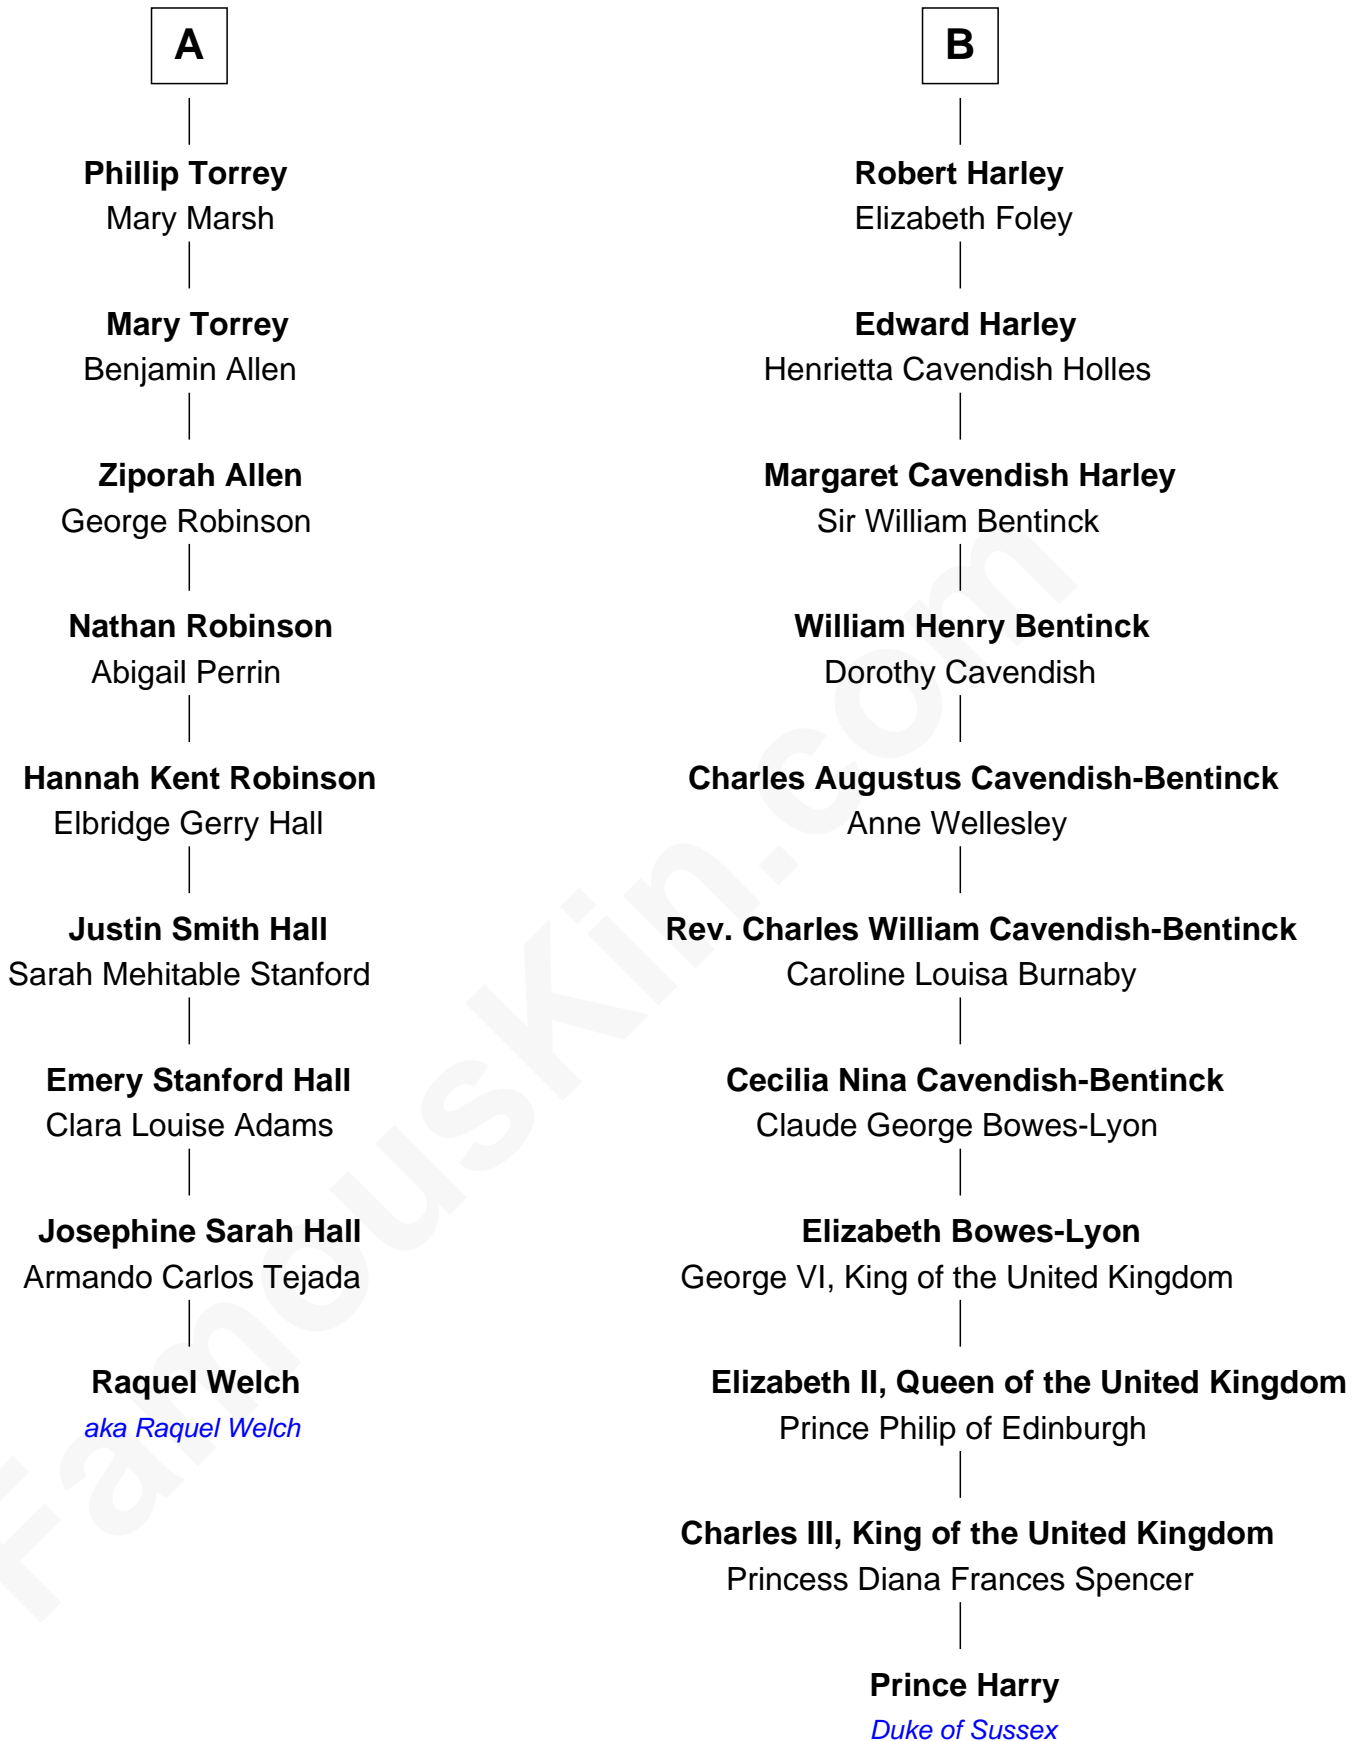 A
Phillip Torrey
Mary Marsh
Mary Torrey
Benjamin Allen
Ziporah Allen
George Robinson
Nathan Robinson
Abigail Perrin
Hannah Kent Robinson
Elbridge Gerry Hall
Justin Smith Hall
Sarah Mehitable Stanford
Emery Stanford Hall
Clara Louise Adams
Josephine Sarah Hall
Armando Carlos Tejada
Raquel Welch
aka Raquel Welch
B
Robert Harley
Elizabeth Foley
Edward Harley
Henrietta Cavendish Holles
Margaret Cavendish Harley
Sir William Bentinck
William Henry Bentinck
Dorothy Cavendish
Charles Augustus Cavendish-Bentinck
Anne Wellesley
Rev. Charles William Cavendish-Bentinck
Caroline Louisa Burnaby
Cecilia Nina Cavendish-Bentinck
Claude George Bowes-Lyon
Elizabeth Bowes-Lyon
George VI, King of the United Kingdom
Elizabeth II, Queen of the United Kingdom
Prince Philip of Edinburgh
Charles III, King of the United Kingdom
Princess Diana Frances Spencer
Prince Harry
Duke of Sussex
FamousKin.com